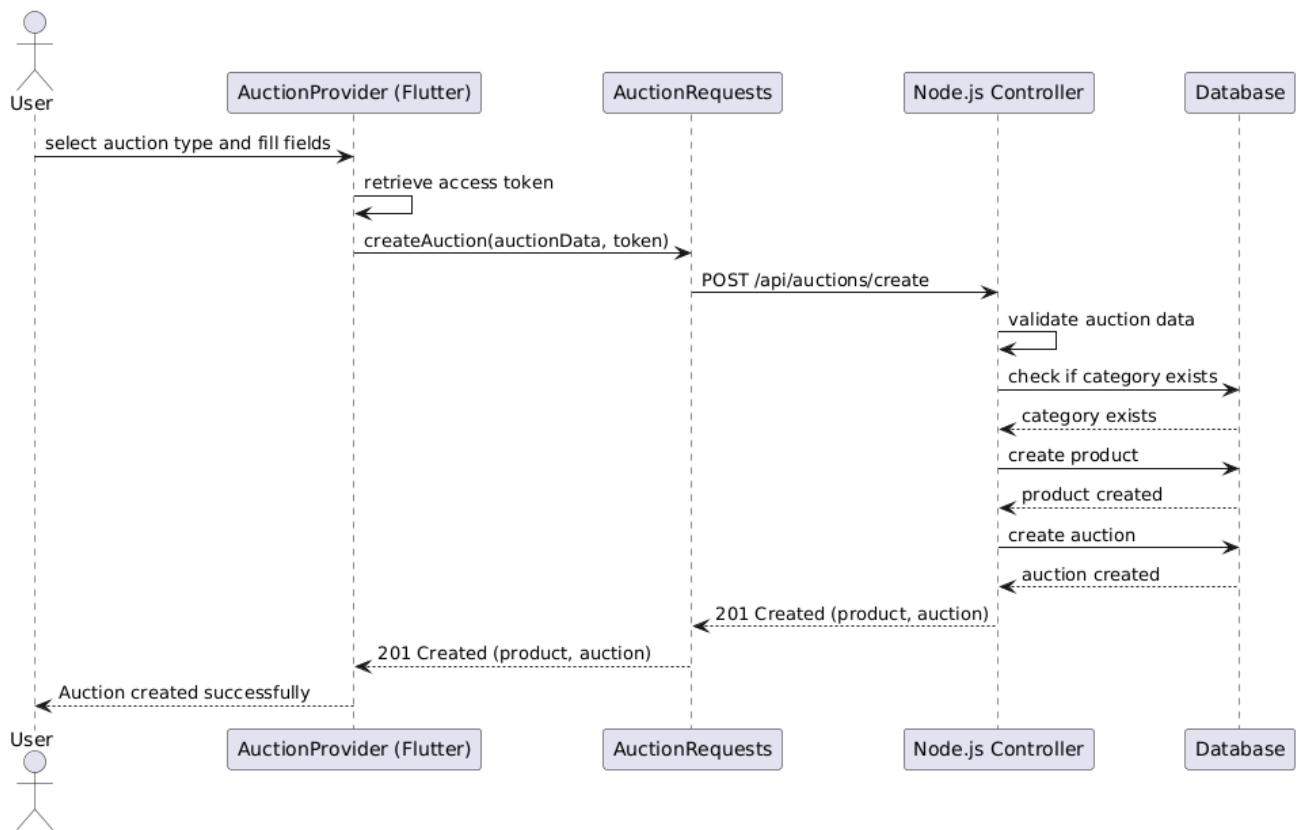 User
AuctionProvider (Flutter)
AuctionRequests
Node.js Controller
Database
select auction type and fill fields
retrieve access token
createAuction(auctionData, token)
POST /api/auctions/create
validate auction data
check if category exists
category exists
create product
product created
create auction
auction created
201 Created (product, auction)
201 Created (product, auction)
Auction created successfully
User
AuctionProvider (Flutter)
AuctionRequests
Node.js Controller
Database